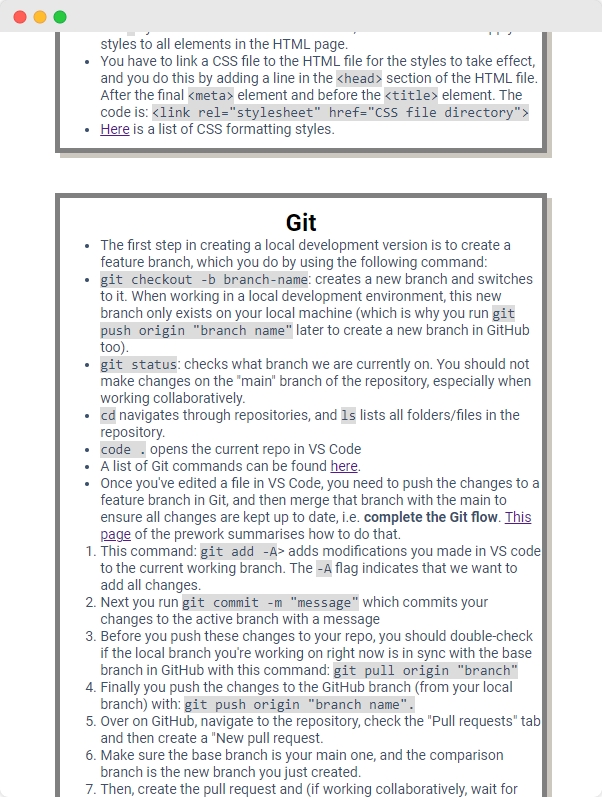 styles to all elements in the HTML page.
You have to link a CSS file to the HTML file for the styles to take effect,
and you do this by adding a line in the <head> section of the HTML file.
After the final <meta> element and before the <title> element. The
code is: <link rel="stylesheet" href="CSS file directory">
Here is a list of CSS formatting styles.
Git
The first step in creating a local development version is to create a
feature branch, which you do by using the following command:
git checkout -b branch-name: creates a new branch and switches
to it. When working in a local development environment, this new
branch only exists on your local machine (which is why you run git
push origin "branch name" later to create a new branch in GitHub
too).
git status: checks what branch we are currently on. You should not
make changes on the "main" branch of the repository, especially when
working collaboratively.
cd navigates through repositories, and ls lists all folders/files in the
repository.
code . opens the current repo in VS Code
A list of Git commands can be found here.
Once you've edited a file in VS Code, you need to push the changes to a
feature branch in Git, and then merge that branch with the main to
ensure all changes are kept up to date, i.e. complete the Git flow. This
page of the prework summarises how to do that.
1. This command: git add -A> adds modifications you made in VS code
to the current working branch. The -A flag indicates that we want to
add all changes.
2. Next you run git commit -m "message" which commits your
changes to the active branch with a message
3. Before you push these changes to your repo, you should double-check
if the local branch you're working on right now is in sync with the base
branch in GitHub with this command: git pull origin "branch"
4. Finally you push the changes to the GitHub branch (from your local
branch) with: git push origin "branch name".
5. Over on GitHub, navigate to the repository, check the "Pull requests" tab
and then create a "New pull request.
6. Make sure the base branch is your main one, and the comparison
branch is the new branch you just created.
7. Then, create the pull request and (if working collaboratively, wait for